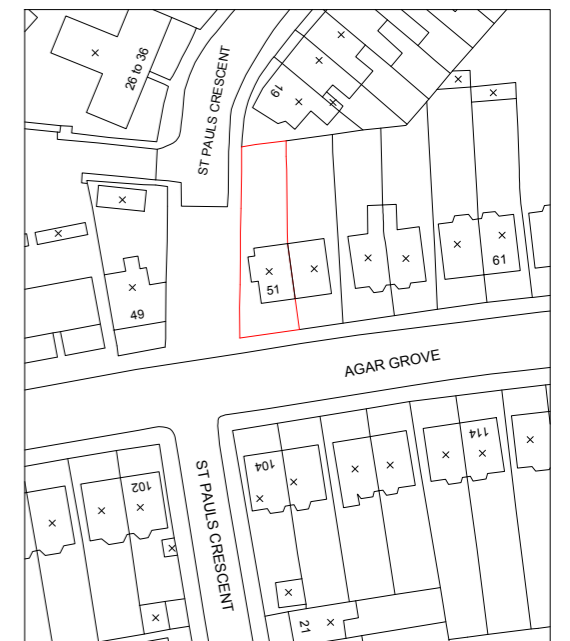 26 to 36
ST PAULS CRESCENT
19
51
61
49
AGAR GROVE
104
114
102
ST PAULS CRESCENT
21